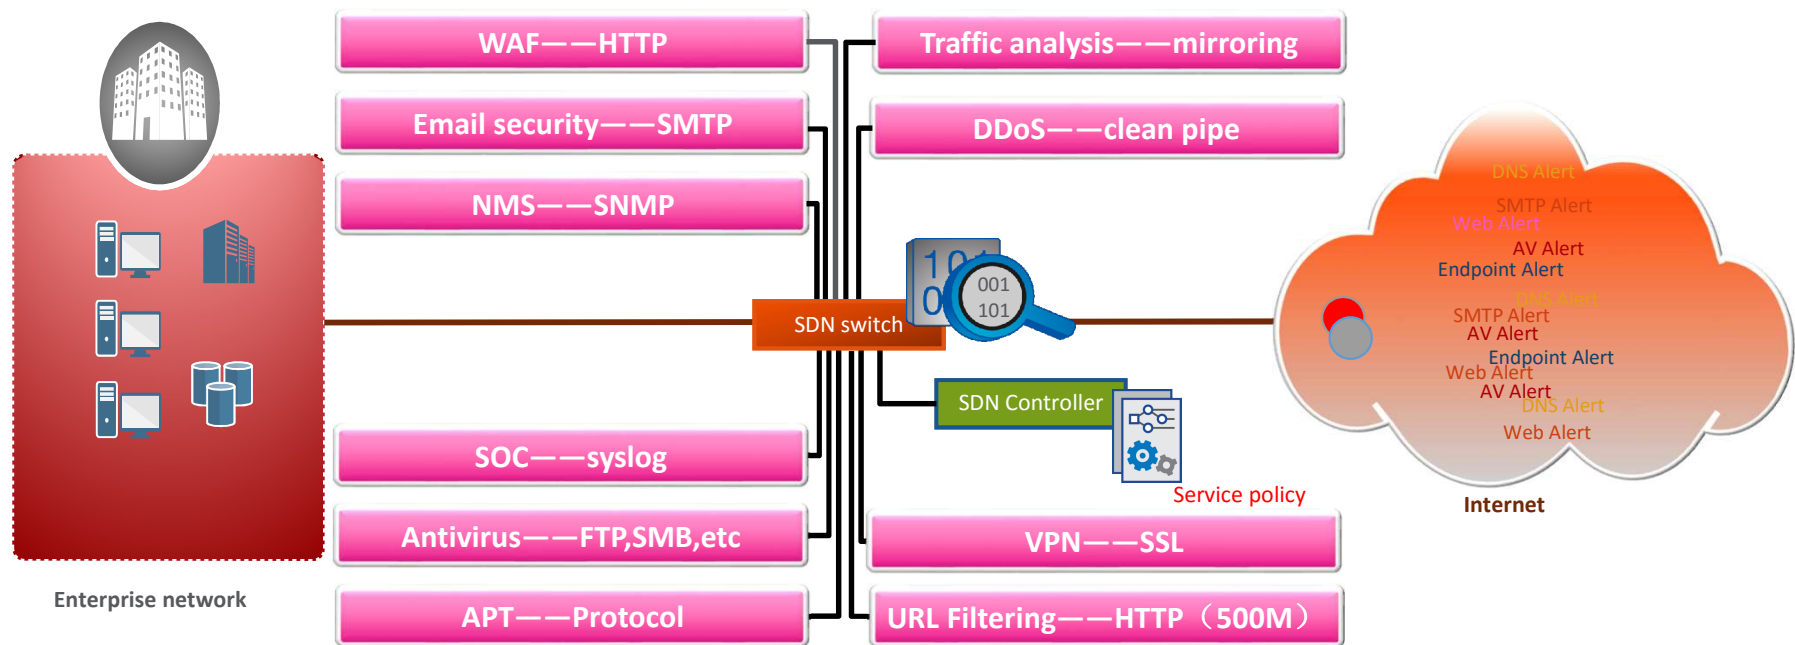 WAF——HTTP
Email security——SMTP
NMS——SNMP
SOC——syslog
Antivirus——FTP,SMB,etc
APT——Protocol
Enterprise network
Traffic analysis——mirroring
DDoS——clean pipe
101
0
001
101
SDN switch
SDN Controller
Service policy
VPN——SSL
URL Filtering——HTTP（500M）
DNS Alert
SMTP Alert
Web Alert
AV Alert
Endpoint Alert
DNS Alert
SMTP Alert
AV Alert
Endpoint Alert
Web Alert
AV Alert
DNS Alert
Web Alert
Internet